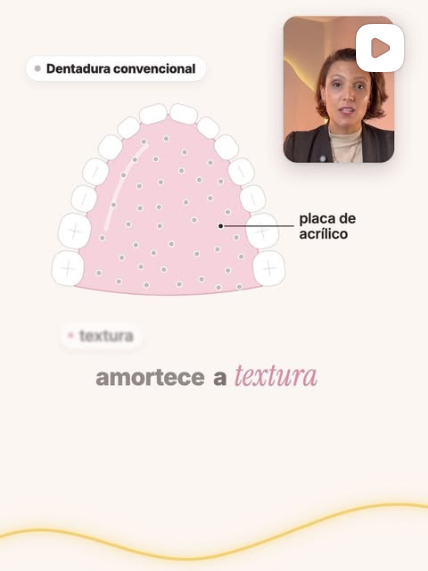 Dentadura convencional
placa de
acrílico
textura
amortece a textura